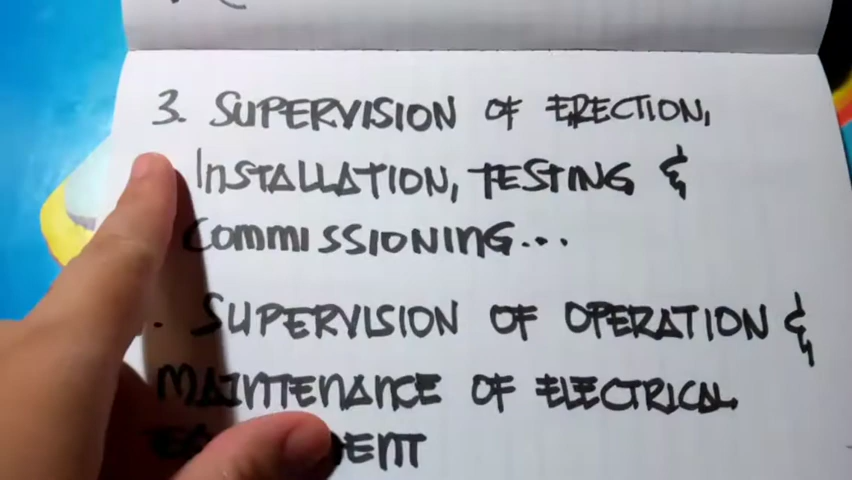 3. SUPERVISION OF ERECTION,
INSTALLATION, TESTING &
COMMISSIONING...
. SUPERVISION OF OPERATION &
MAINTENANCE OF ELECTRICAL